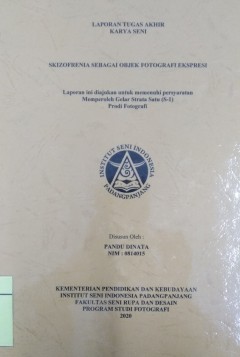 LAPORAN TUGAS AKHIR
KARYA SENI
SKIZOFRENIA SEBAGAI OBJEK FOTOGRAFI EKSPRESI
Laporan ini diajukan untuk memenuhi persyaratan
Memperoleh Gelar Strata Satu (S-1)
Prodi Fotografi
INSTITUT SENI INDONESIA
PADANGPANJANG
Disusun Oleh :
PANDU DINATA
NIM : 0814015
KEMENTERIAN PENDIDIKAN DAN KEBUDAYAAN
INSTITUT SENI INDONESIA PADANGPANJANG
FAKULTAS SENI RUPA DAN DESAIN
PROGRAM STUDI FOTOGRAFI
2020